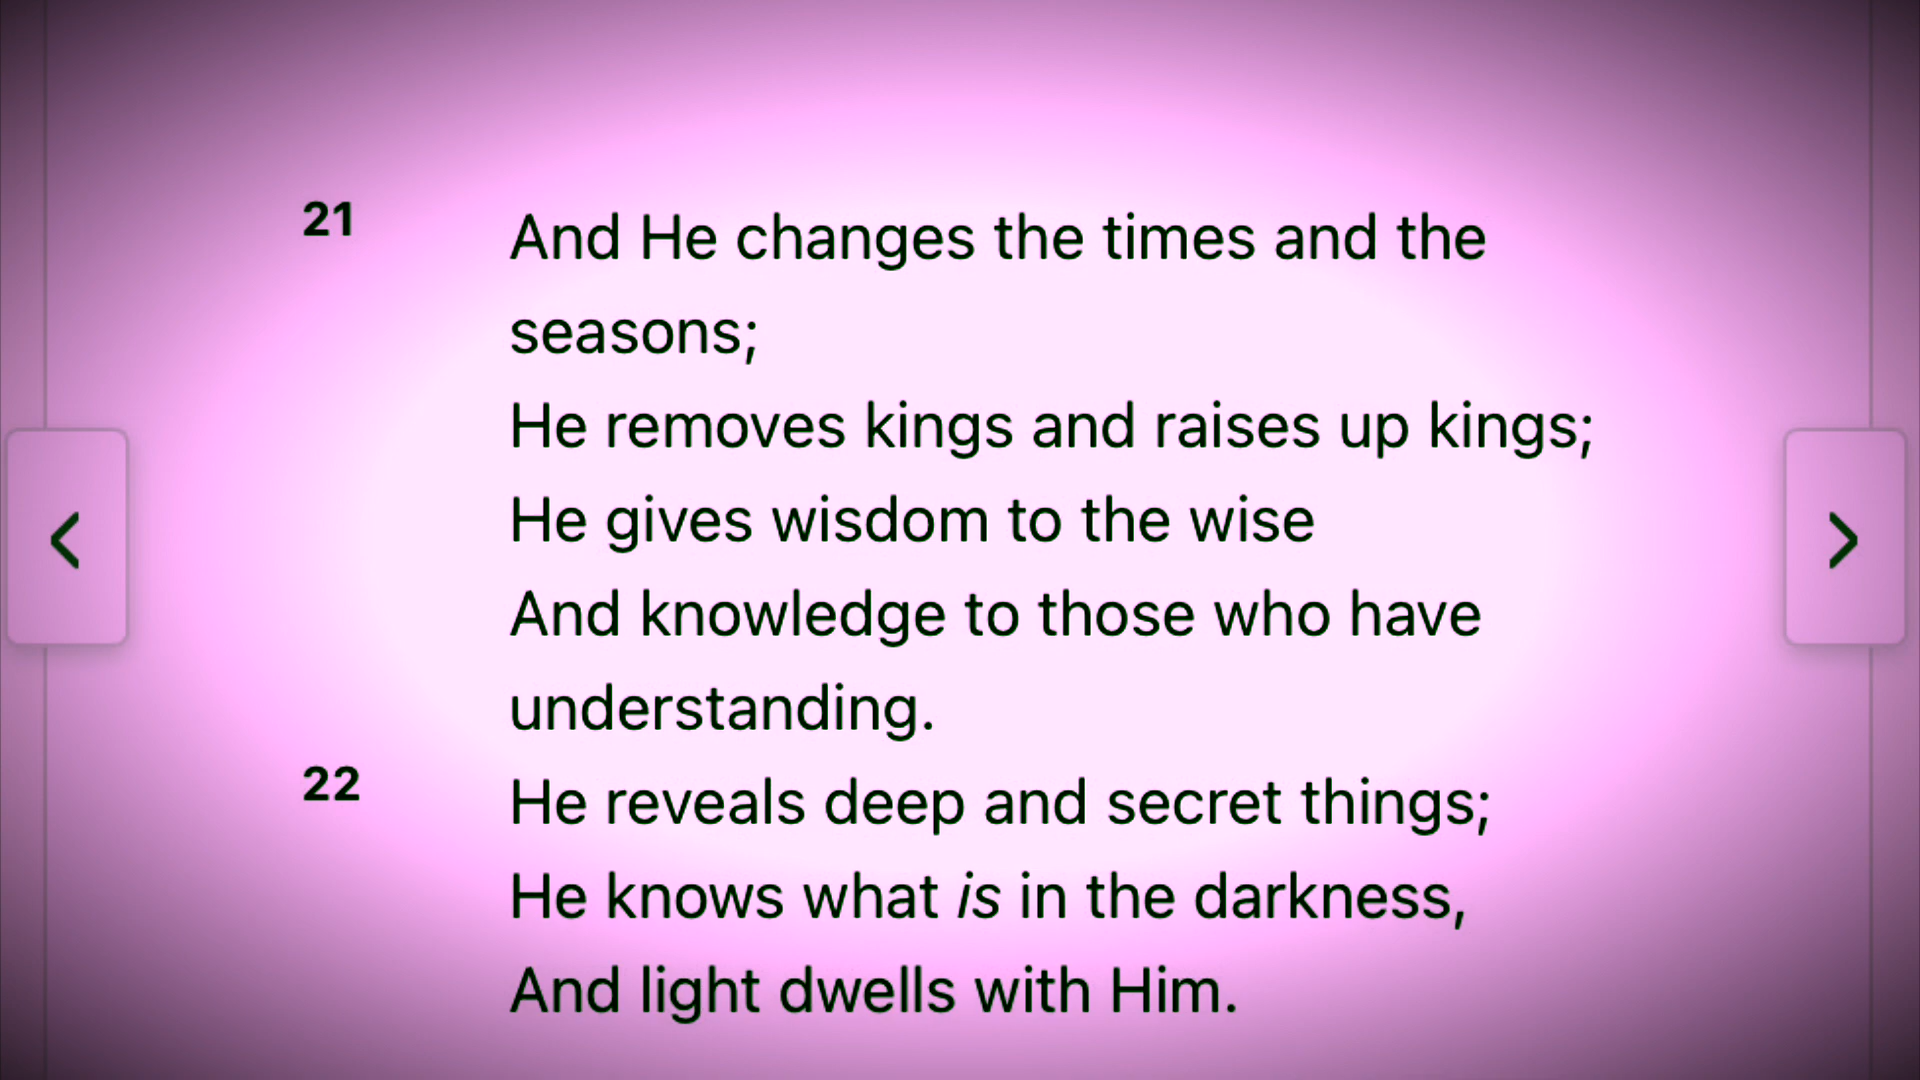 21 And He changes the times and the
seasons;
He removes kings and raises up kings;
He gives wisdom to the wise
And knowledge to those who have
understanding.
22 He reveals deep and secret things;
He knows what is in the darkness,
And light dwells with Him.